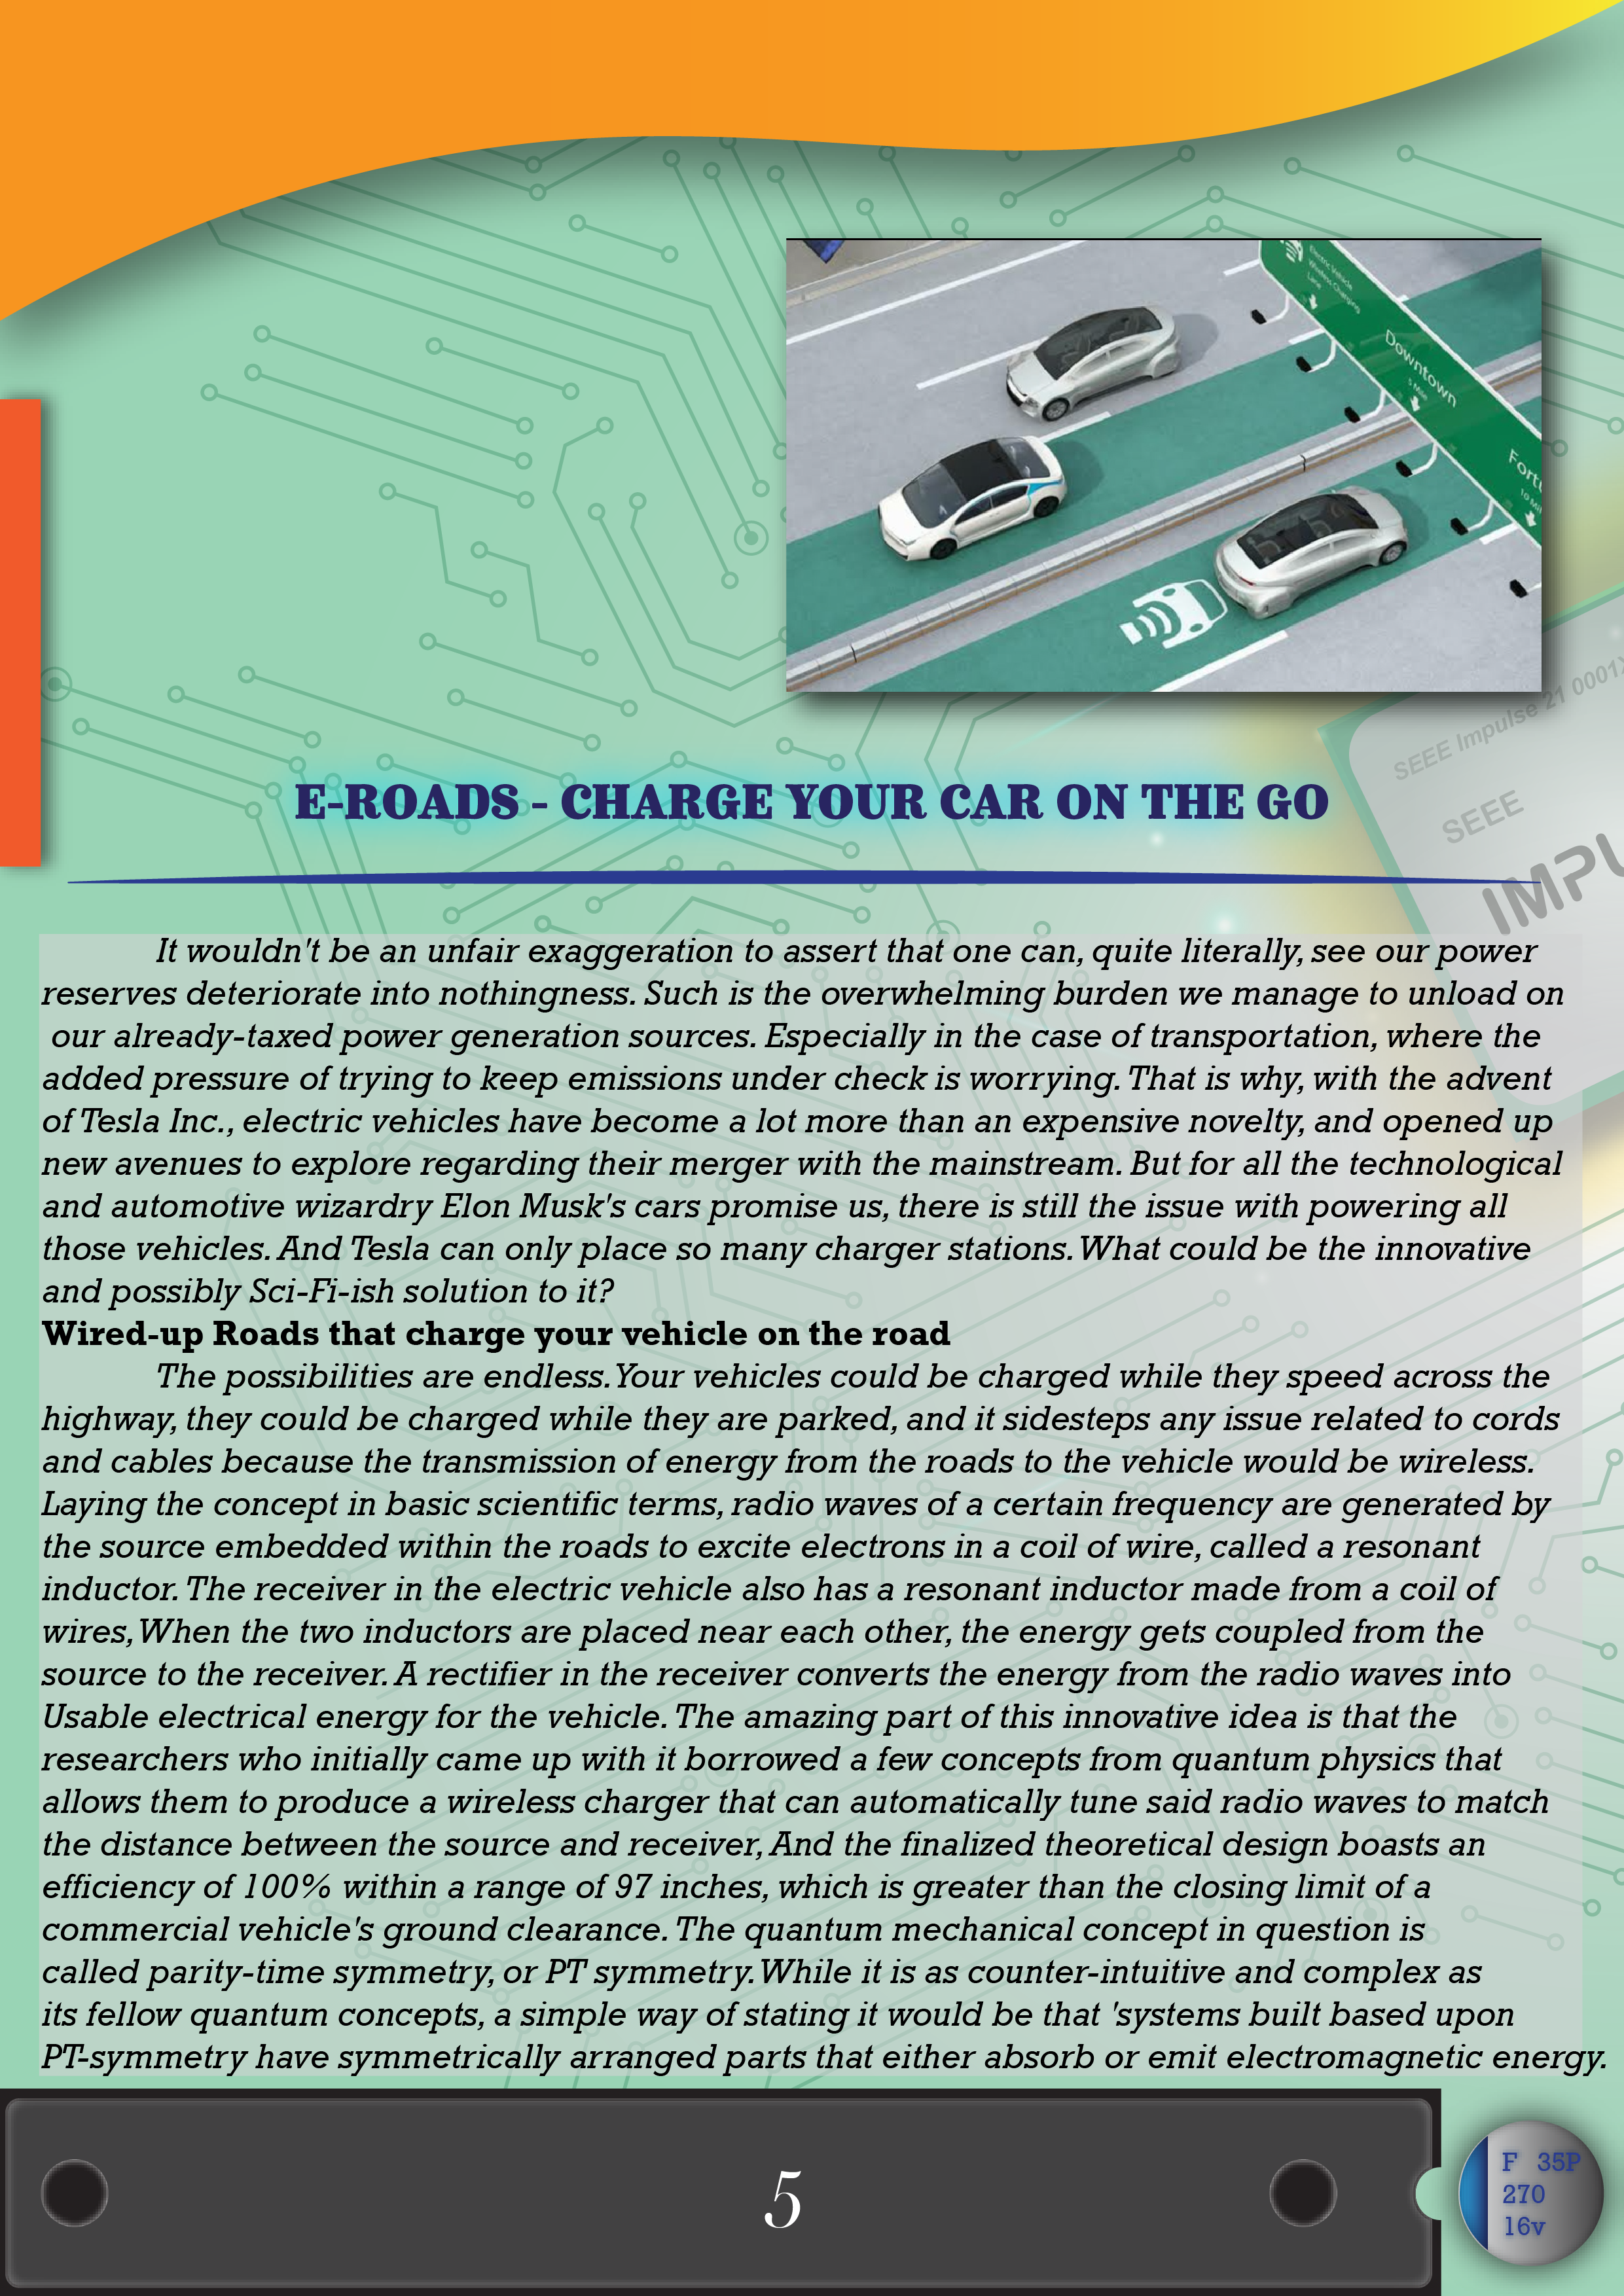 Electric Vehicle
Wireless Charging
Lane
Downtown
5 Mile
SEEE Impulse 21 0001
SEEE
E-ROADS - CHARGE YOUR CAR ON THE GO
It wouldn't be an unfair exaggeration to assert that one can, quite literally, see our power
reserves deteriorate into nothingness. Such is the overwhelming burden we manage to unload on
our already-taxed power generation sources. Especially in the case of transportation, where the
added pressure of trying to keep emissions under check is worrying. That is why, with the advent
of Tesla Inc., electric vehicles have become a lot more than an expensive novelty, and opened up
new avenues to explore regarding their merger with the mainstream. But for all the technological
and automotive wizardry Elon Musk's cars promise us, there is still the issue with powering all
those vehicles. And Tesla can only place so many charger stations. What could be the innovative
and possibly Sci-Fi-ish solution to it?
Wired-up Roads that charge your vehicle on the road
The possibilities are endless. Your vehicles could be charged while they speed across the
highway, they could be charged while they are parked, and it sidesteps any issue related to cords
and cables because the transmission of energy from the roads to the vehicle would be wireless.
Laying the concept in basic scientific terms, radio waves of a certain frequency are generated by
the source embedded within the roads to excite electrons in a coil of wire, called a resonant
inductor. The receiver in the electric vehicle also has a resonant inductor made from a coil of
wires, When the two inductors are placed near each other, the energy gets coupled from the
source to the receiver. A rectifier in the receiver converts the energy from the radio waves into
Usable electrical energy for the vehicle. The amazing part of this innovative idea is that the
researchers who initially came up with it borrowed a few concepts from quantum physics that
allows them to produce a wireless charger that can automatically tune said radio waves to match
the distance between the source and receiver, And the finalized theoretical design boasts an
efficiency of 100% within a range of 97 inches, which is greater than the closing limit of a
commercial vehicle's ground clearance. The quantum mechanical concept in question is
called parity-time symmetry, or PT symmetry. While it is as counter-intuitive and complex as
its fellow quantum concepts, a simple way of stating it would be that 'systems built based upon
PT-symmetry have symmetrically arranged parts that either absorb or emit electromagnetic energy.
5
F 35P
270
16v